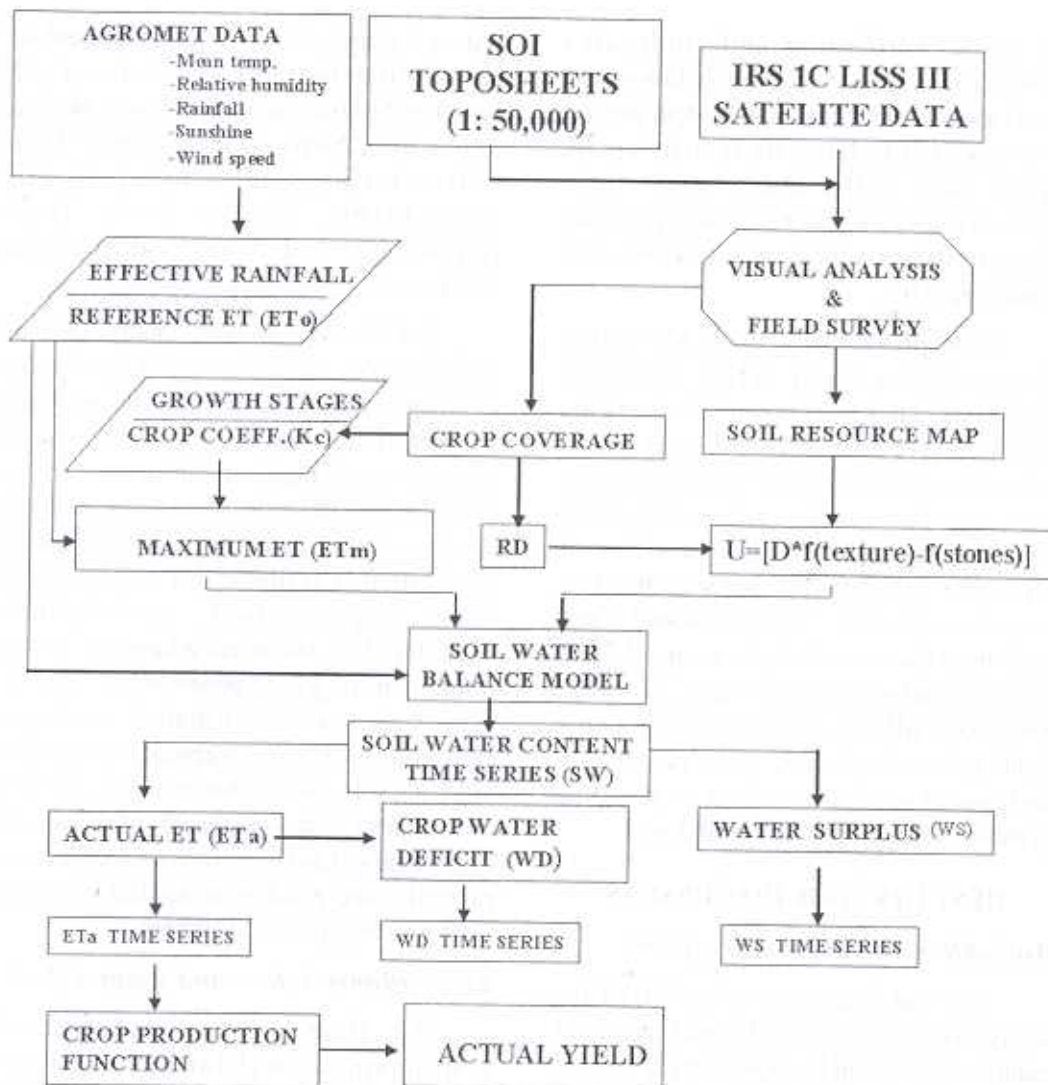 AGROMET DATA
-Mean temp.
-Relative humidity
-Rainfall
-Sunshine
-Wind speed
SOI
TOPOSHEETS
(1: 50,000)
IRS 1C LISS III
SATELITE DATA
EFFECTIVE RAINFALL
REFERENCE ET (ETo)
VISUAL ANALYSIS
&
FIELD SURVEY
GROWTH STAGES
CROP COEFF.(Kc)
CROP COVERAGE
SOIL RESOURCE MAP
MAXIMUM ET (ETm)
RD
U=[D*f(texture)-f(stones)]
SOIL WATER
BALANCE MODEL
SOIL WATER CONTENT
TIME SERIES (SW)
ACTUAL ET (ETa)
CROP WATER
DEFICIT (WD)
WATER SURPLUS (WS)
ETa TIME SERIES
WD TIME SERIES
WS TIME SERIES
CROP PRODUCTION
FUNCTION
ACTUAL YIELD